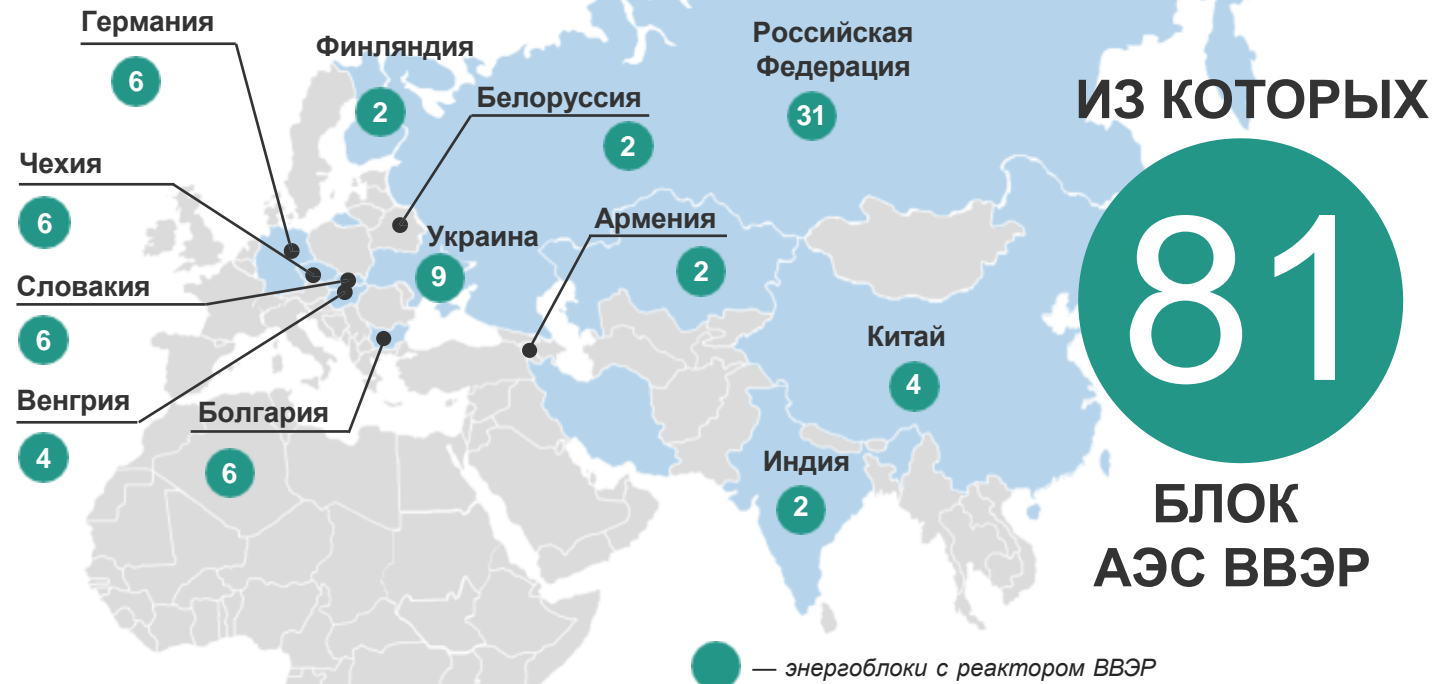 Германия
6
Финляндия
2
Белоруссия
2
Российская
Федерация
31
ИЗ КОТОРЫХ
81
БЛОК
АЭС ВВЭР
Чехия
6
Словакия
6
Венгрия
4
Болгария
6
Украина
9
Армения
2
Китай
4
Индия
2
— энергоблоки с реактором ВВЭР